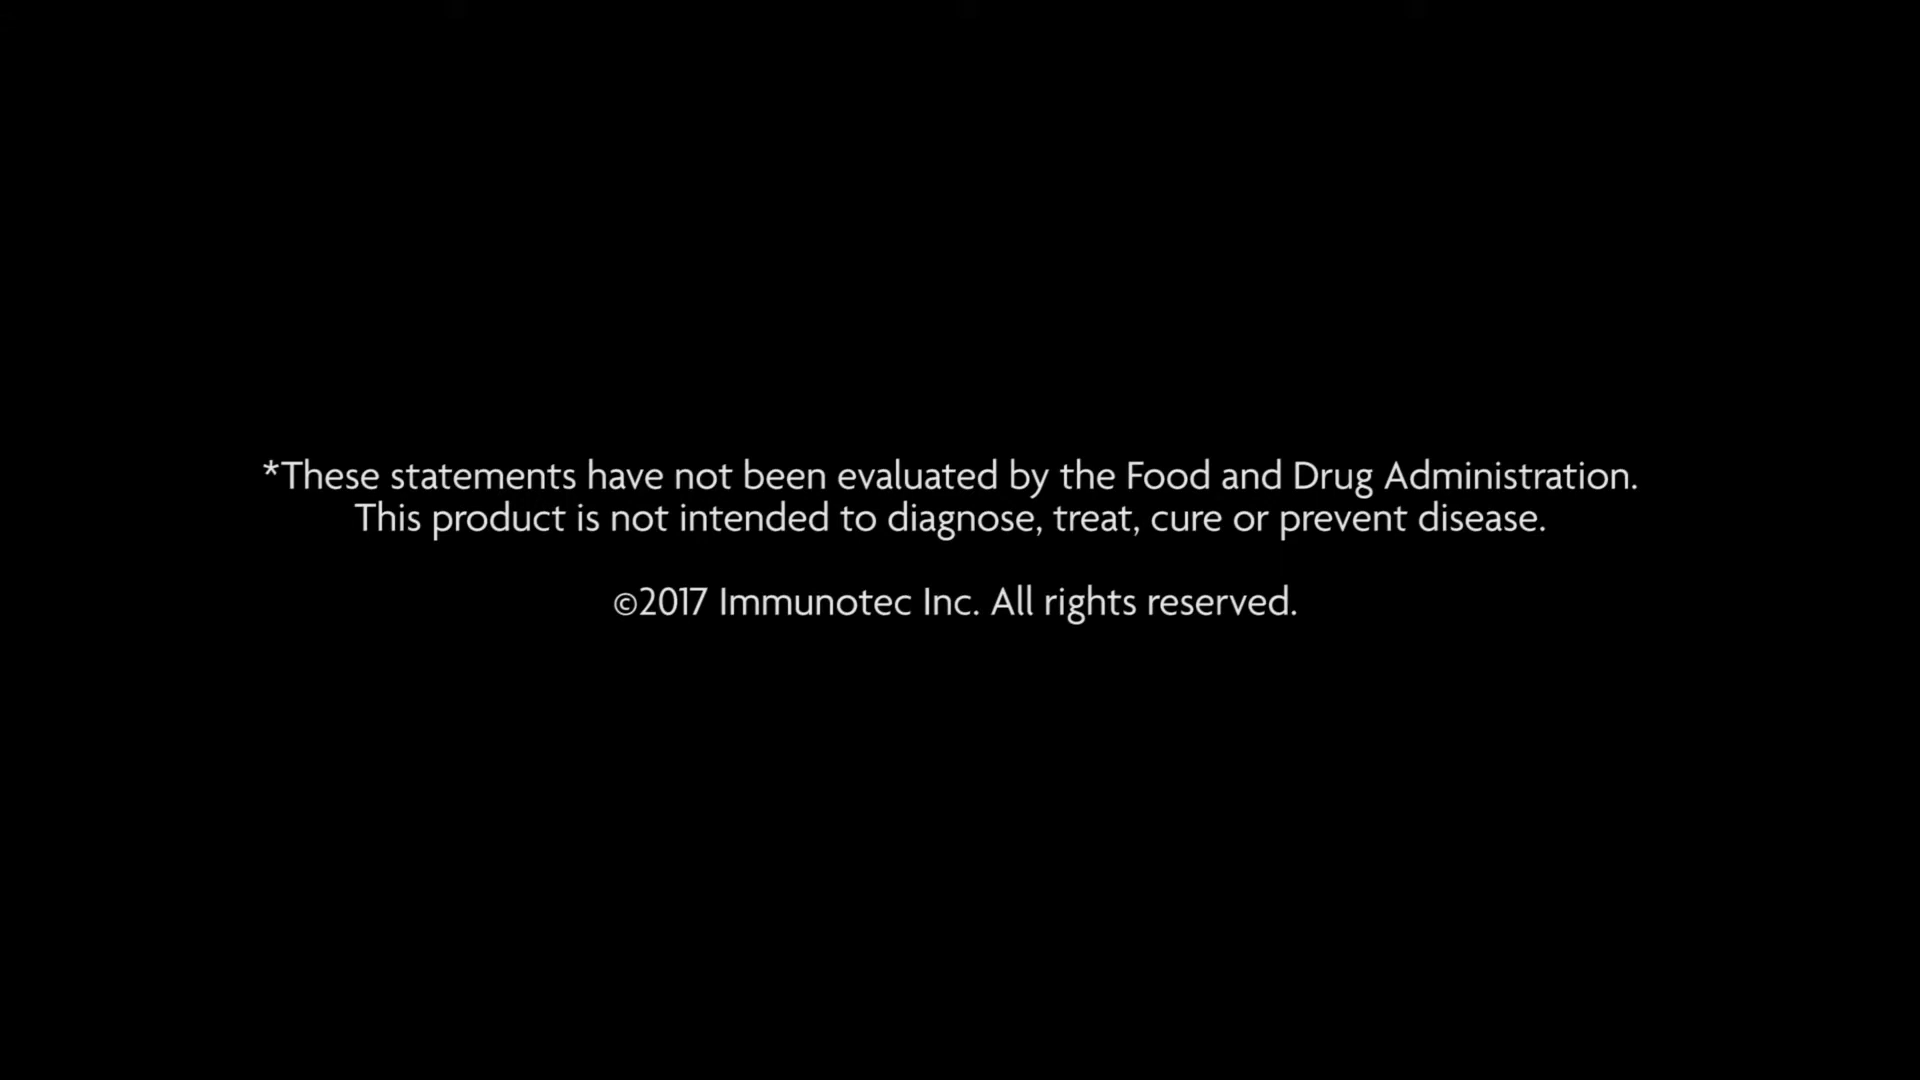 *These statements have not been evaluated by the Food and Drug Administration.
This product is not intended to diagnose, treat, cure or prevent disease.
©2017 Immunotec Inc. All rights reserved.